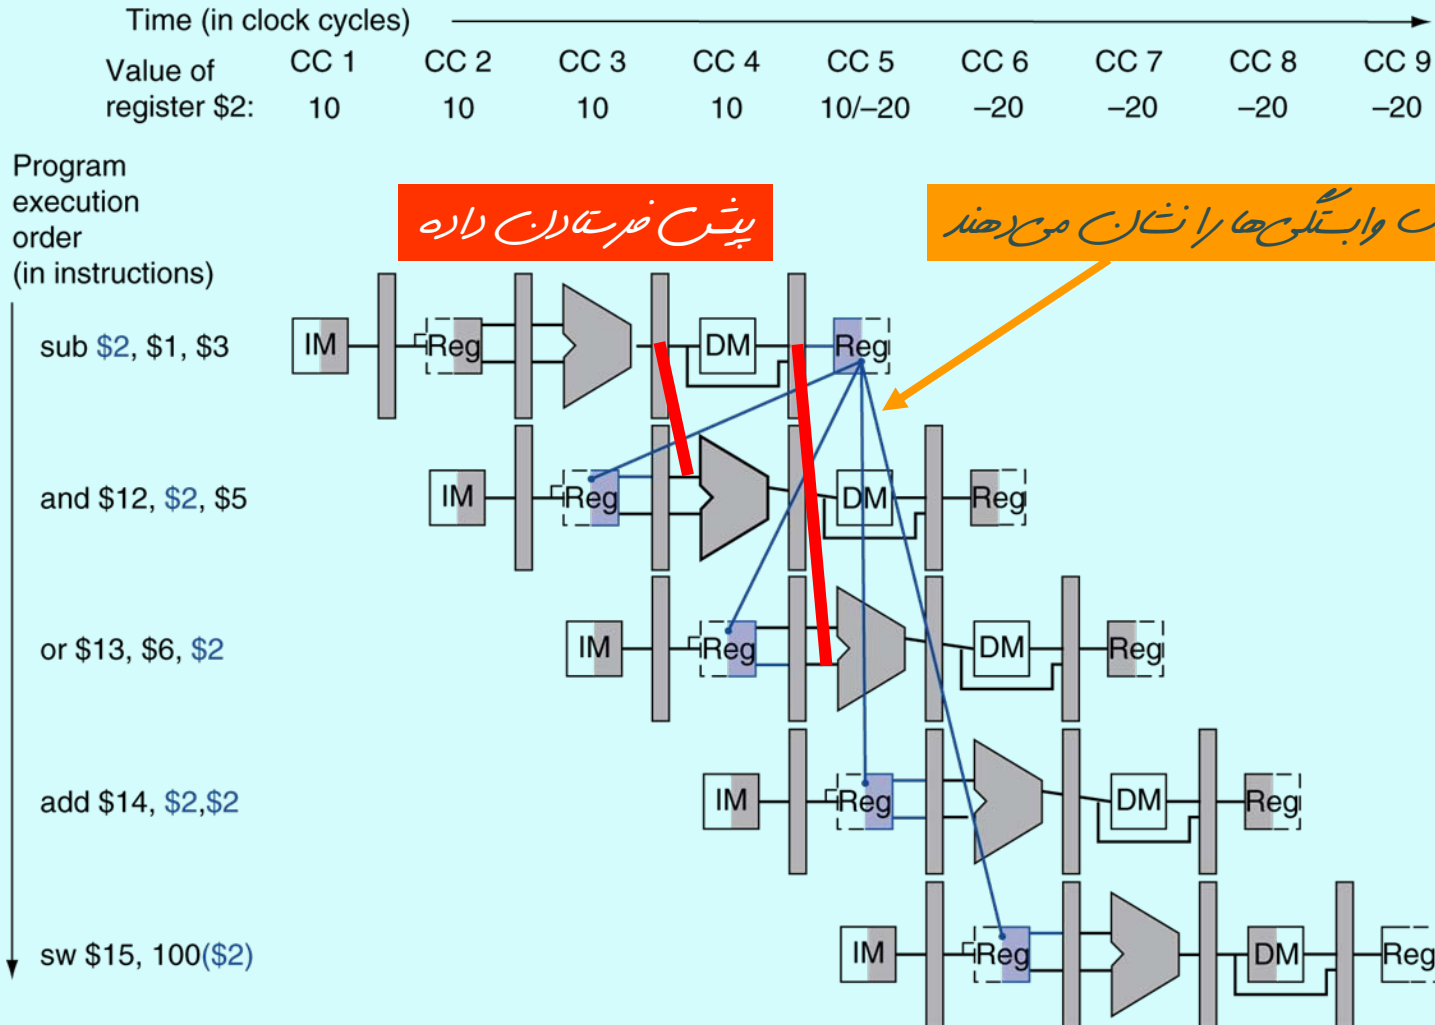 Time (in clock cycles)
Value of register $2:
CC 1 CC 2 CC 3 CC 4 CC 5 CC 6 CC 7 CC 8 CC 9
10 10 10 10 10/–20 –20 –20 –20 –20
Program
execution
order
(in instructions)
پیش فرستادن داده
وابستگی‌ها را نشان می‌دهند
sub $2, $1, $3
IM Reg DM Reg
and $12, $2, $5
IM Reg DM Reg
or $13, $6, $2
IM Reg DM Reg
add $14, $2,$2
IM Reg DM Reg
sw $15, 100($2)
IM Reg DM Reg